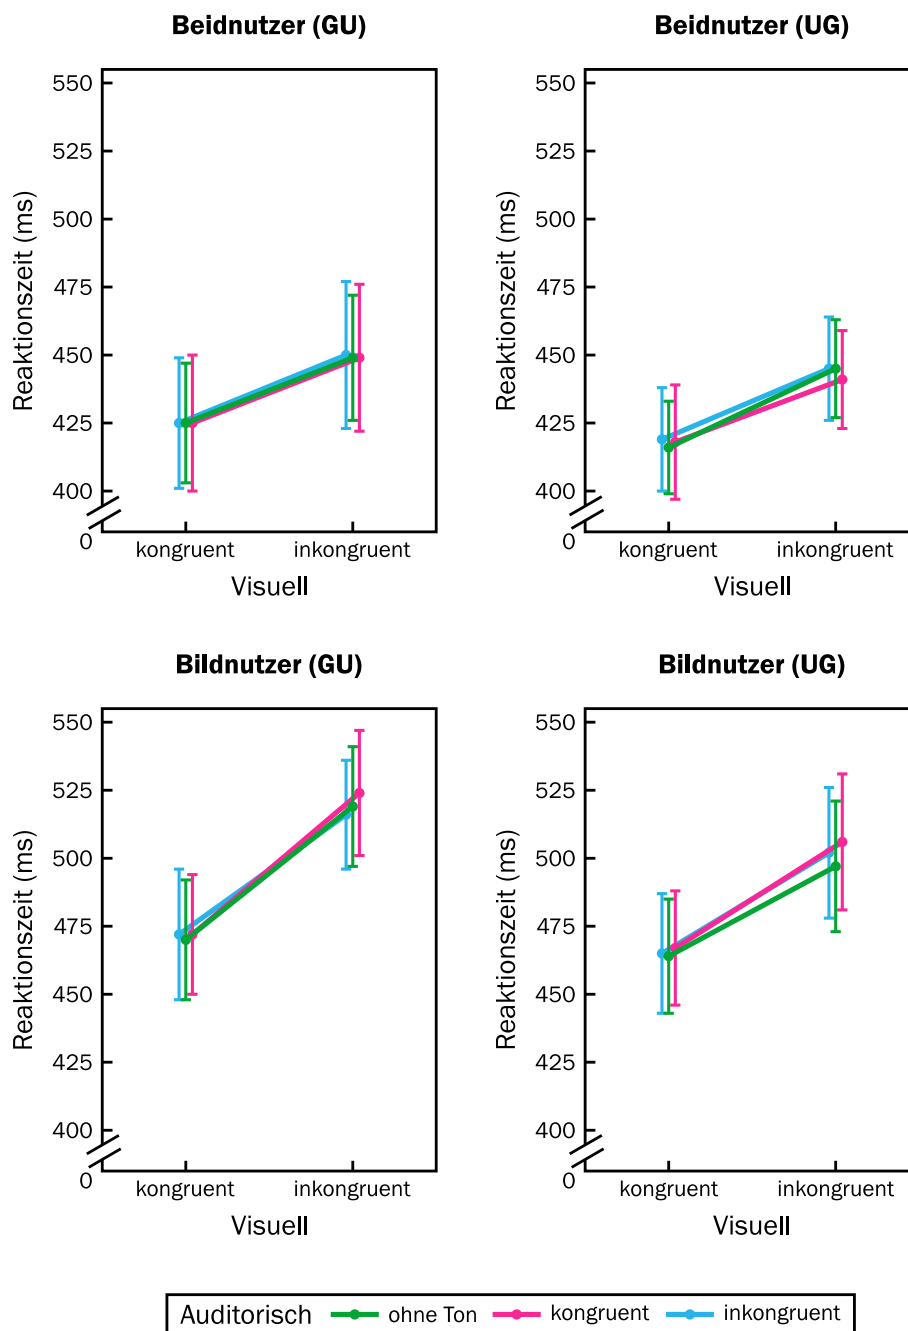 Beidnutzer (GU)
Beidnutzer (UG)
550
525
500
475
450
425
400
0
Reaktionszeit (ms)
kongruent inkongruent
Visuell
550
525
500
475
450
425
400
0
Reaktionszeit (ms)
kongruent inkongruent
Visuell
Bildnutzer (GU)
Bildnutzer (UG)
550
525
500
475
450
425
400
0
Reaktionszeit (ms)
kongruent inkongruent
Visuell
550
525
500
475
450
425
400
0
Reaktionszeit (ms)
kongruent inkongruent
Visuell
Auditorisch ohne Ton kongruent inkongruent